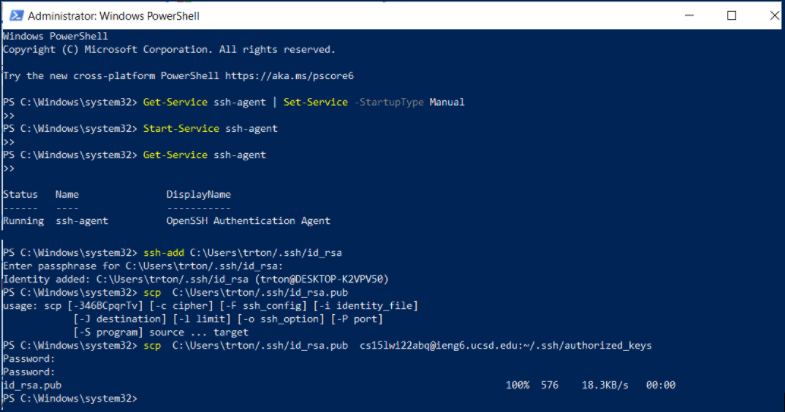 Administrator: Windows PowerShell
Windows PowerShell
Copyright (C) Microsoft Corporation. All rights reserved.
Try the new cross-platform PowerShell https://aka.ms/pscore6
PS C:\Windows\system32> Get-Service ssh-agent | Set-Service -StartupType Manual
>>
PS C:\Windows\system32> Start-Service ssh-agent
>>
PS C:\Windows\system32> Get-Service ssh-agent
>>
Status   Name               DisplayName
------   ----               -----------
Running  ssh-agent          OpenSSH Authentication Agent
PS C:\Windows\system32> ssh-add C:\Users\trton/.ssh/id_rsa
Enter passphrase for C:\Users\trton/.ssh/id_rsa:
Identity added: C:\Users\trton/.ssh/id_rsa (trton@DESKTOP-K2VPV50)
PS C:\Windows\system32> scp  C:\Users\trton/.ssh/id_rsa.pub
usage: scp [-346BCpqrTv] [-c cipher] [-F ssh_config] [-i identity_file]
           [-J destination] [-l limit] [-o ssh_option] [-P port]
           [-S program] source ... target
PS C:\Windows\system32> scp  C:\Users\trton/.ssh/id_rsa.pub  cs15lwi22abq@ieng6.ucsd.edu:~/.ssh/authorized_keys
Password:
Password:
id_rsa.pub                                   100%  576    18.3KB/s   00:00
PS C:\Windows\system32>